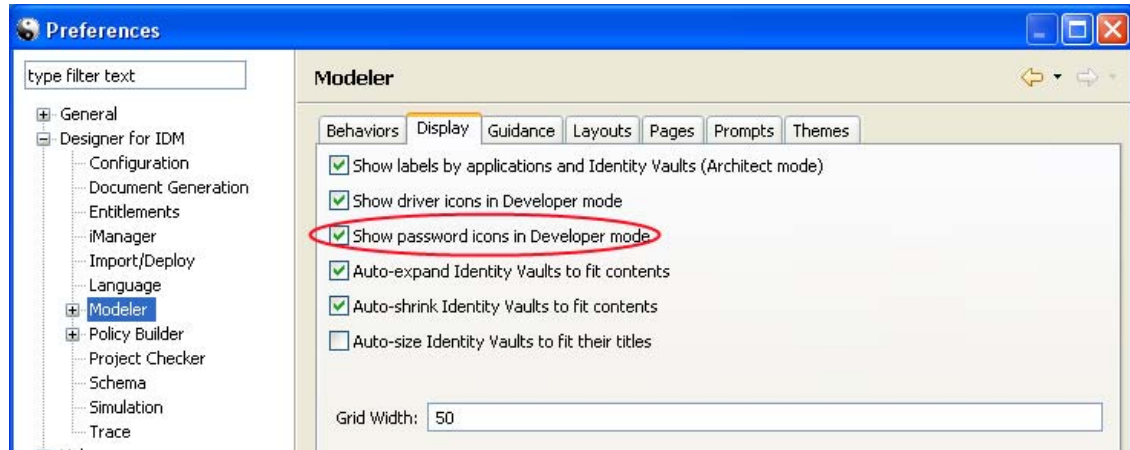 Preferences
type filter text
General
Designer for IDM
Configuration
Document Generation
Entitlements
iManager
Import/Deploy
Language
Modeler
Policy Builder
Project Checker
Schema
Simulation
Trace
Modeler
Behaviors Display Guidance Layouts Pages Prompts Themes
Show labels by applications and Identity Vaults (Architect mode)
Show driver icons in Developer mode
Show password icons in Developer mode
Auto-expand Identity Vaults to fit contents
Auto-shrink Identity Vaults to fit contents
Auto-size Identity Vaults to fit their titles
Grid Width: 50